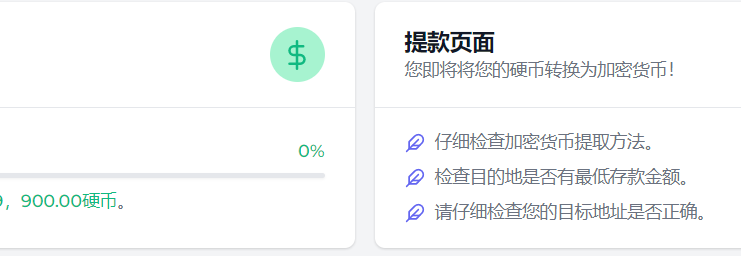 提款页面
您即将将您的硬币转换为加密货币！
0%
，900.00硬币。
仔细检查加密货币提取方法。
检查目的地是否有最低存款金额。
请仔细检查您的目标地址是否正确。